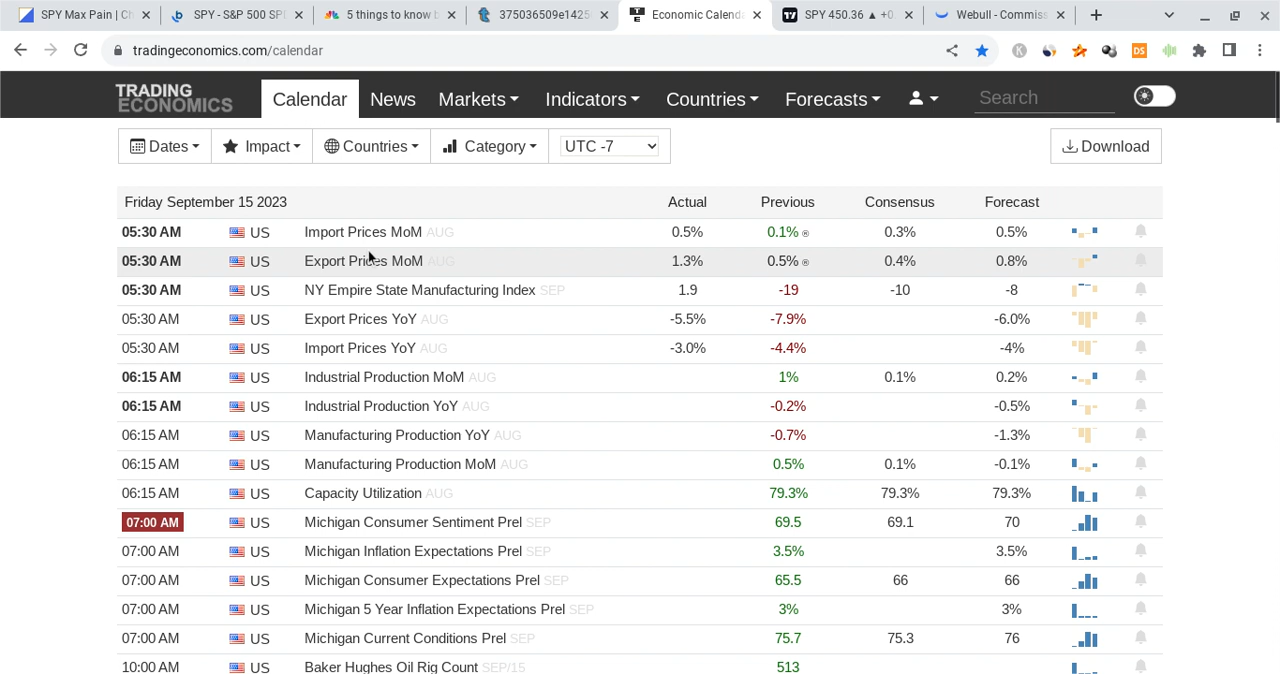 SPY Max Pain | Ch
SPY - S&P 500 SP
5 things to know b
375036509e1425
Economic Calenda
SPY 450.36 ▲ +0
Webull - Commiss
tradingeconomics.com/calendar
K
DS
TRADING
ECONOMICS
Calendar News Markets Indicators Countries Forecasts Search
Dates Impact Countries Category UTC -7 Download
Friday September 15 2023 Actual Previous Consensus Forecast
05:30 AM US Import Prices MoM AUG 0.5% 0.1% ® 0.3% 0.5%
05:30 AM US Export Prices MoM AUG 1.3% 0.5% ® 0.4% 0.8%
05:30 AM US NY Empire State Manufacturing Index SEP 1.9 -19 -10 -8
05:30 AM US Export Prices YoY AUG -5.5% -7.9% -6.0%
05:30 AM US Import Prices YoY AUG -3.0% -4.4% -4%
06:15 AM US Industrial Production MoM AUG 1% 0.1% 0.2%
06:15 AM US Industrial Production YoY AUG -0.2% -0.5%
06:15 AM US Manufacturing Production YoY AUG -0.7% -1.3%
06:15 AM US Manufacturing Production MoM AUG 0.5% 0.1% -0.1%
06:15 AM US Capacity Utilization AUG 79.3% 79.3% 79.3%
07:00 AM US Michigan Consumer Sentiment Prel SEP 69.5 69.1 70
07:00 AM US Michigan Inflation Expectations Prel SEP 3.5% 3.5%
07:00 AM US Michigan Consumer Expectations Prel SEP 65.5 66 66
07:00 AM US Michigan 5 Year Inflation Expectations Prel SEP 3% 3%
07:00 AM US Michigan Current Conditions Prel SEP 75.7 75.3 76
10:00 AM US Baker Hughes Oil Rig Count SEP/15 513